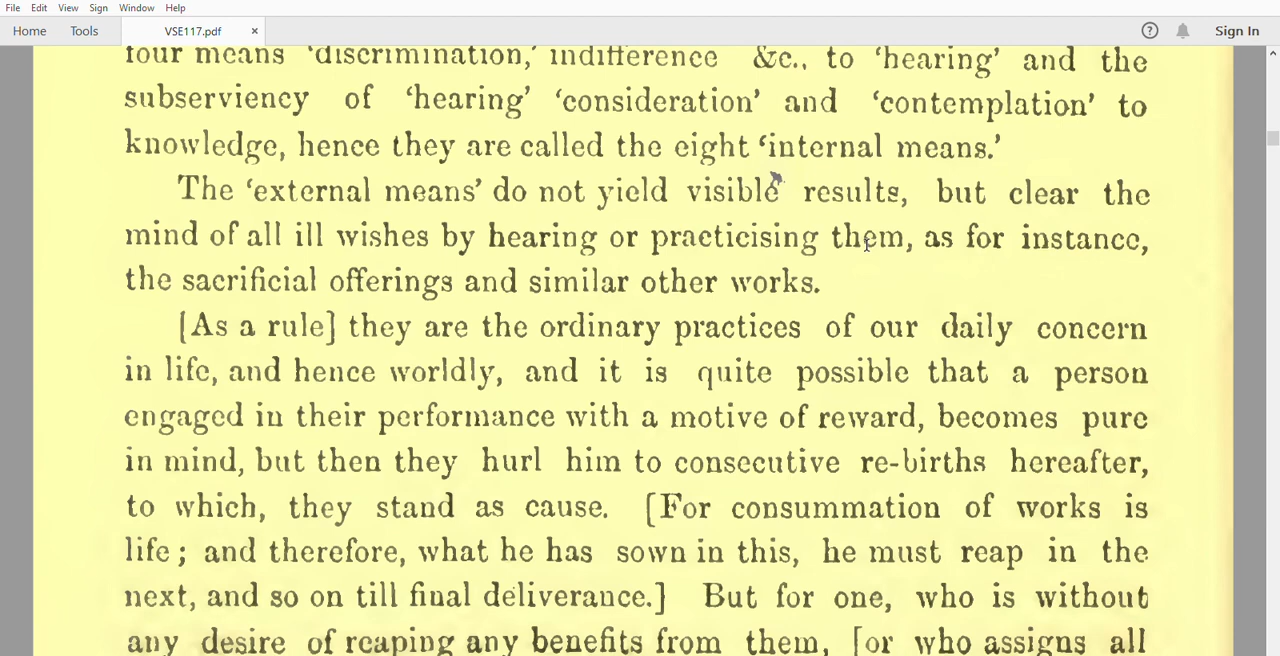 File Edit View Sign Window Help
Home Tools VSE117.pdf × ? Sign In
four means ‘discrimination,’ indifference &c., to ‘hearing’ and the
subserviency of ‘hearing’ ‘consideration’ and ‘contemplation’ to
knowledge, hence they are called the eight ‘internal means.’
The ‘external means’ do not yield visible results, but clear the
mind of all ill wishes by hearing or practicising them, as for instance,
the sacrificial offerings and similar other works.
[As a rule] they are the ordinary practices of our daily concern
in life, and hence worldly, and it is quite possible that a person
engaged in their performance with a motive of reward, becomes pure
in mind, but then they hurl him to consecutive re-births hereafter,
to which, they stand as cause. [For consummation of works is
life; and therefore, what he has sown in this, he must reap in the
next, and so on till final deliverance.] But for one, who is without
any desire of reaping any benefits from them, [or who assigns all